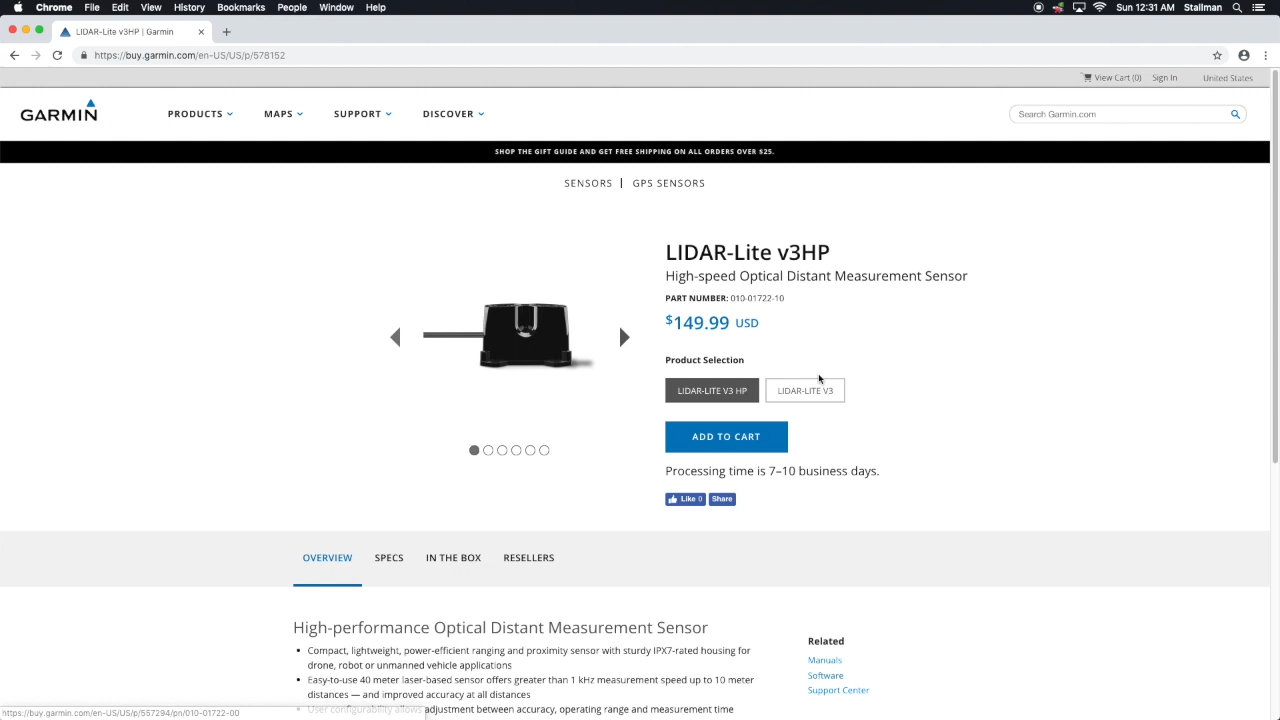 Chrome File Edit View History Bookmarks People Window Help Sun 12:31 AM Stallman
LIDAR-Lite v3HP | Garmin
https://buy.garmin.com/en-US/US/p/578152
View Cart (0) Sign In United States
GARMIN PRODUCTS MAPS SUPPORT DISCOVER Search Garmin.com
SHOP THE GIFT GUIDE AND GET FREE SHIPPING ON ALL ORDERS OVER $25.
SENSORS | GPS SENSORS
LIDAR-Lite v3HP
High-speed Optical Distant Measurement Sensor
PART NUMBER: 010-01722-10
$149.99 USD
Product Selection
LIDAR-LITE V3 HP LIDAR-LITE V3
ADD TO CART
Processing time is 7–10 business days.
Like 0 Share
OVERVIEW SPECS IN THE BOX RESELLERS
High-performance Optical Distant Measurement Sensor
• Compact, lightweight, power-efficient ranging and proximity sensor with sturdy IPX7-rated housing for
drone, robot or unmanned vehicle applications
• Easy-to-use 40 meter laser-based sensor offers greater than 1 kHz measurement speed up to 10 meter
distances — and improved accuracy at all distances
• User configurability allows adjustment between accuracy, operating range and measurement time
Related
Manuals
Software
Support Center
https://buy.garmin.com/en-US/US/p/557294/pn/010-01722-00